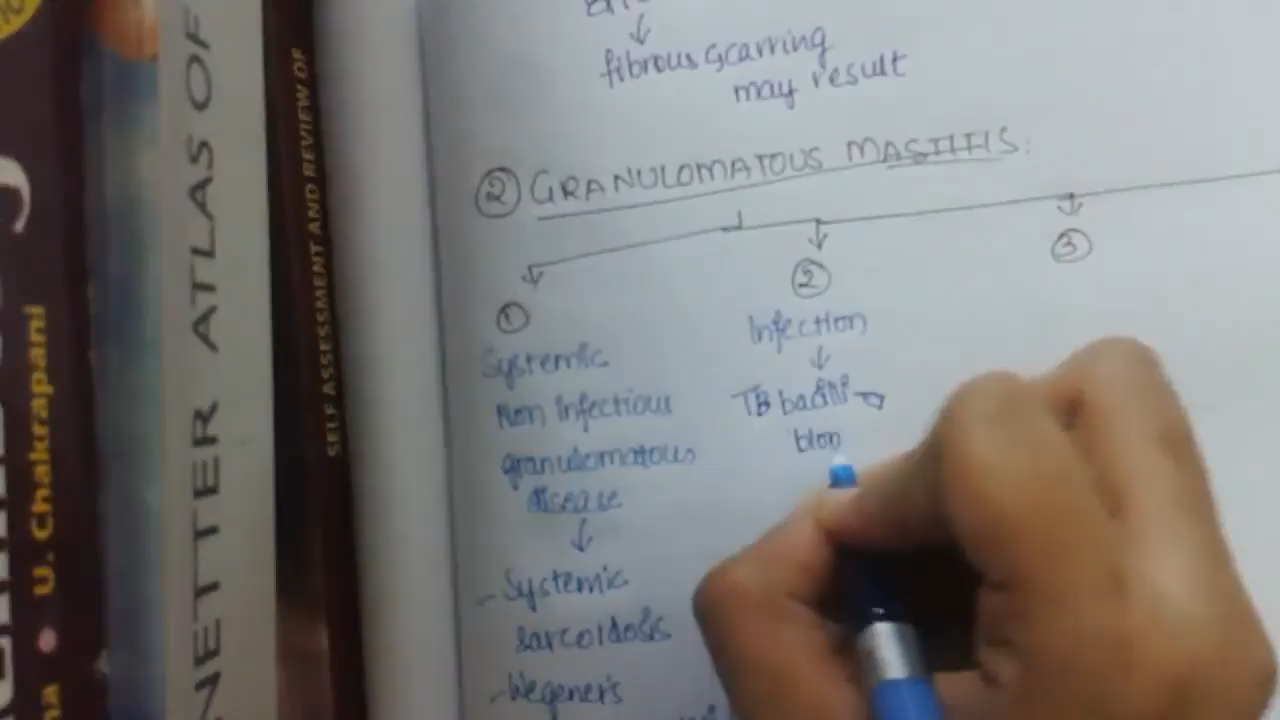 fibrous scarring
may result
② GRANULOMATOUS MASTITIS:
①
Systemic
Non Infectious
granulomatous
disease
↓
- Systemic
sarcoidosis
- Wegener's
②
Infection
↓
TB bacilli
blon
③
U. Chakrapani
NETTER ATLAS OF
SELF ASSESSMENT AND REVIEW OF